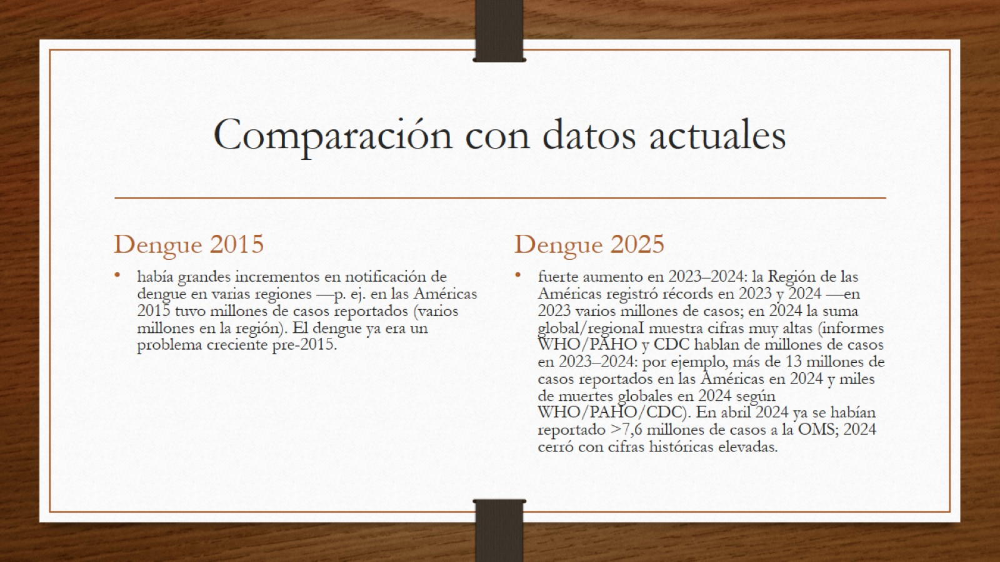 Comparación con datos actuales
Dengue 2015
• había grandes incrementos en notificación de
dengue en varias regiones —p. ej. en las Américas
2015 tuvo millones de casos reportados (varios
millones en la región). El dengue ya era un
problema creciente pre-2015.
Dengue 2025
• fuerte aumento en 2023–2024: la Región de las
Américas registró récords en 2023 y 2024 —en
2023 varios millones de casos; en 2024 la suma
global/regionaI muestra cifras muy altas (informes
WHO/PAHO y CDC hablan de millones de casos
en 2023–2024: por ejemplo, más de 13 millones de
casos reportados en las Américas en 2024 y miles
de muertes globales en 2024 según
WHO/PAHO/CDC). En abril 2024 ya se habían
reportado >7,6 millones de casos a la OMS; 2024
cerró con cifras históricas elevadas.